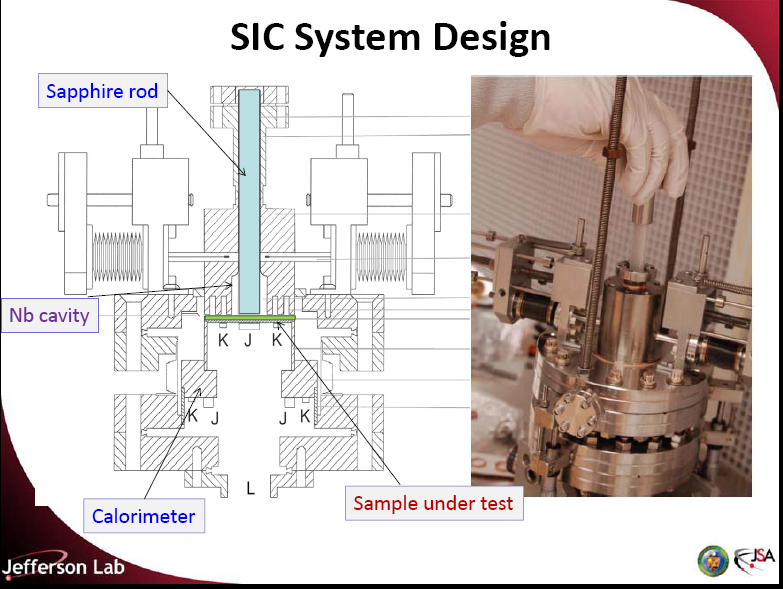 SIC System Design
Sapphire rod
Nb cavity
K J K
K J J K
L
Calorimeter
Sample under test
Jefferson Lab
JSA